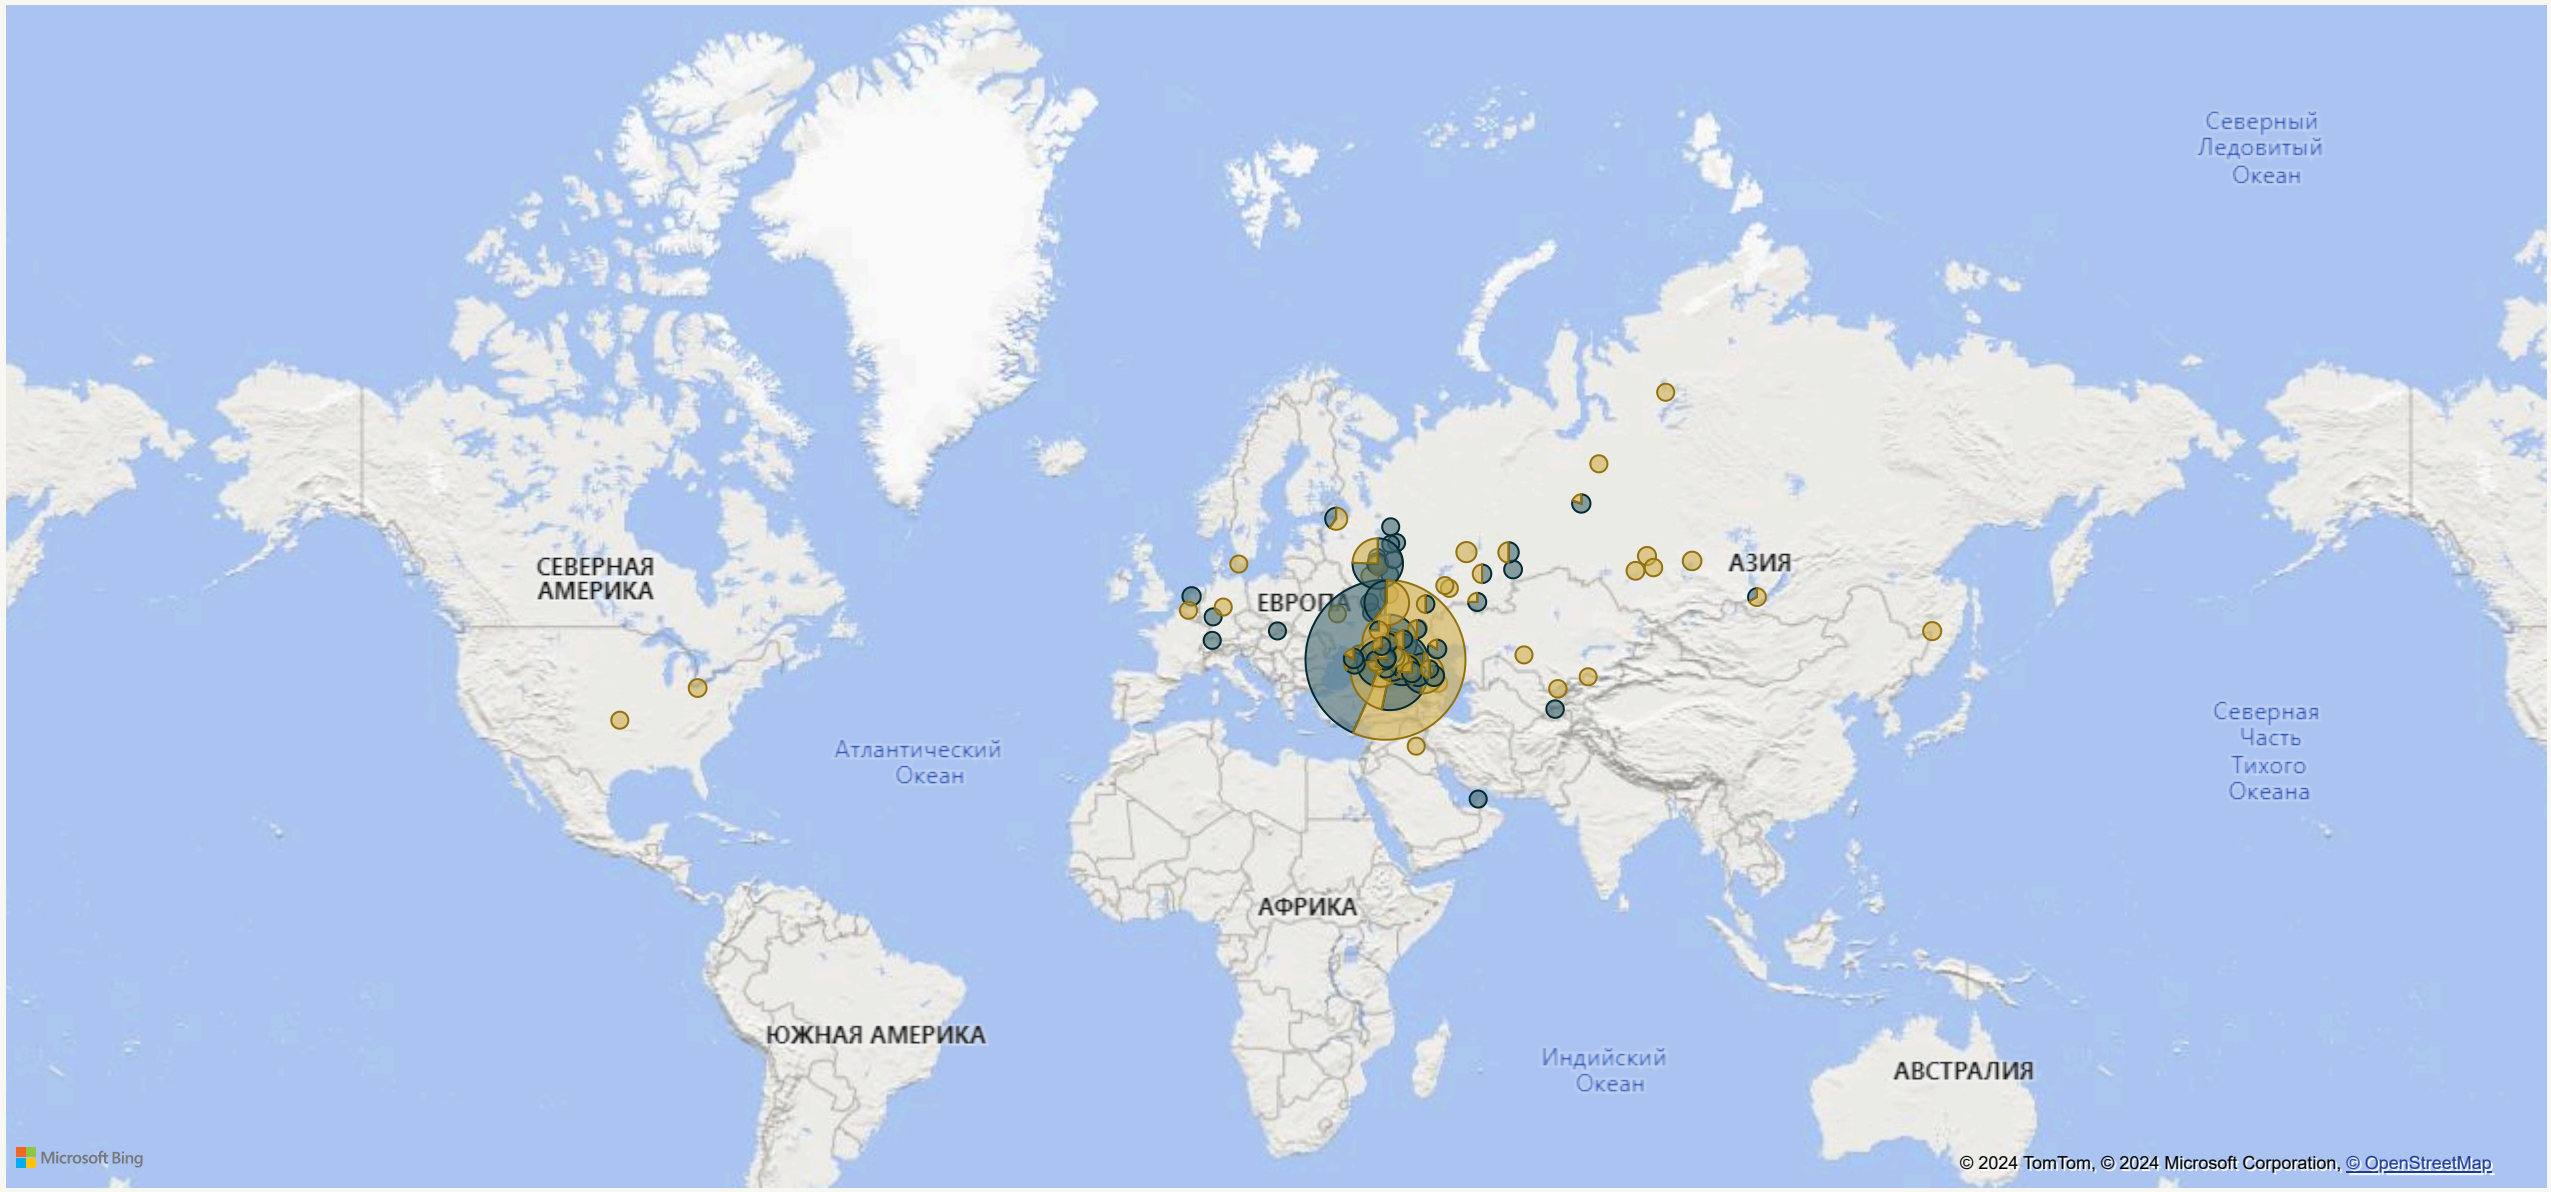 Северный
Ледовитый
Океан
СЕВЕРНАЯ
АМЕРИКА
АЗИЯ
ЕВРОПА
Атлантический
Океан
Северная
Часть
Тихого
Океана
АФРИКА
ЮЖНАЯ АМЕРИКА
Индийский
Океан
АВСТРАЛИЯ
Microsoft Bing
© 2024 TomTom, © 2024 Microsoft Corporation, © OpenStreetMap